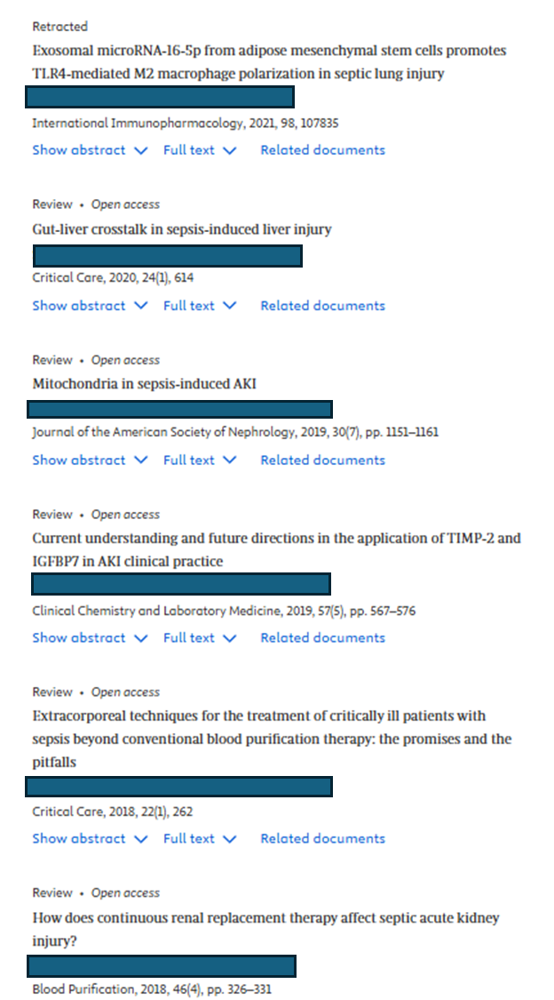 Retracted
Exosomal microRNA-16-5p from adipose mesenchymal stem cells promotes
TLR4-mediated M2 macrophage polarization in septic lung injury
International Immunopharmacology, 2021, 98, 107835
Show abstract Full text Related documents
Review • Open access
Gut-liver crosstalk in sepsis-induced liver injury
Critical Care, 2020, 24(1), 614
Show abstract Full text Related documents
Review • Open access
Mitochondria in sepsis-induced AKI
Journal of the American Society of Nephrology, 2019, 30(7), pp. 1151–1161
Show abstract Full text Related documents
Review • Open access
Current understanding and future directions in the application of TIMP-2 and
IGFBP7 in AKI clinical practice
Clinical Chemistry and Laboratory Medicine, 2019, 57(5), pp. 567–576
Show abstract Full text Related documents
Review • Open access
Extracorporeal techniques for the treatment of critically ill patients with
sepsis beyond conventional blood purification therapy: the promises and the
pitfalls
Critical Care, 2018, 22(1), 262
Show abstract Full text Related documents
Review • Open access
How does continuous renal replacement therapy affect septic acute kidney
injury?
Blood Purification, 2018, 46(4), pp. 326–331